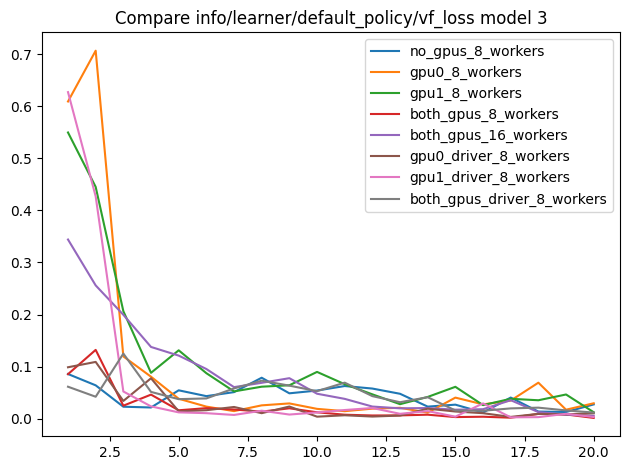 Compare info/learner/default_policy/vf_loss model 3
no_gpus_8_workers
gpu0_8_workers
gpu1_8_workers
both_gpus_8_workers
both_gpus_16_workers
gpu0_driver_8_workers
gpu1_driver_8_workers
both_gpus_driver_8_workers
0.7
0.6
0.5
0.4
0.3
0.2
0.1
0.0
2.5 5.0 7.5 10.0 12.5 15.0 17.5 20.0